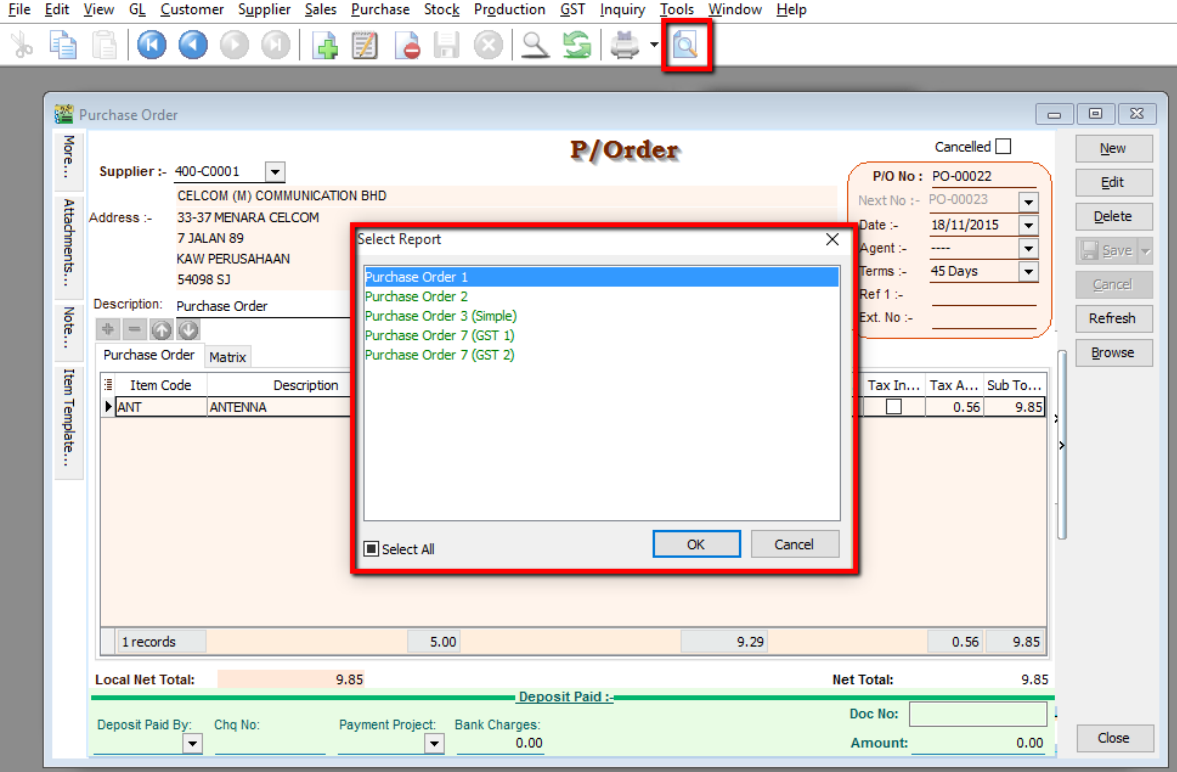 File Edit View GL Customer Supplier Sales Purchase Stock Production GST Inquiry Tools Window Help
Purchase Order
P/Order
Cancelled
New
Edit
Delete
Save
Cancel
Refresh
Browse
Close
More...
Attachments...
Note...
Item Template...
Supplier :- 400-C0001
CELCOM (M) COMMUNICATION BHD
Address :- 33-37 MENARA CELCOM
7 JALAN 89
KAW PERUSAHAAN
54098 SJ
Description: Purchase Order
P/O No : PO-00022
Next No :- PO-00023
Date :- 18/11/2015
Agent :- ----
Terms :- 45 Days
Ref 1 :-
Ext. No :-
Select Report
Purchase Order 1
Purchase Order 2
Purchase Order 3 (Simple)
Purchase Order 7 (GST 1)
Purchase Order 7 (GST 2)
Select All
OK Cancel
Purchase Order Matrix
Item Code Description Tax In... Tax A... Sub To...
ANT ANTENNA 0.56 9.85
1 records 5.00 9.29 0.56 9.85
Local Net Total: 9.85 Net Total: 9.85
Deposit Paid :-
Deposit Paid By: Chq No: Payment Project: Bank Charges:
0.00
Doc No:
Amount: 0.00